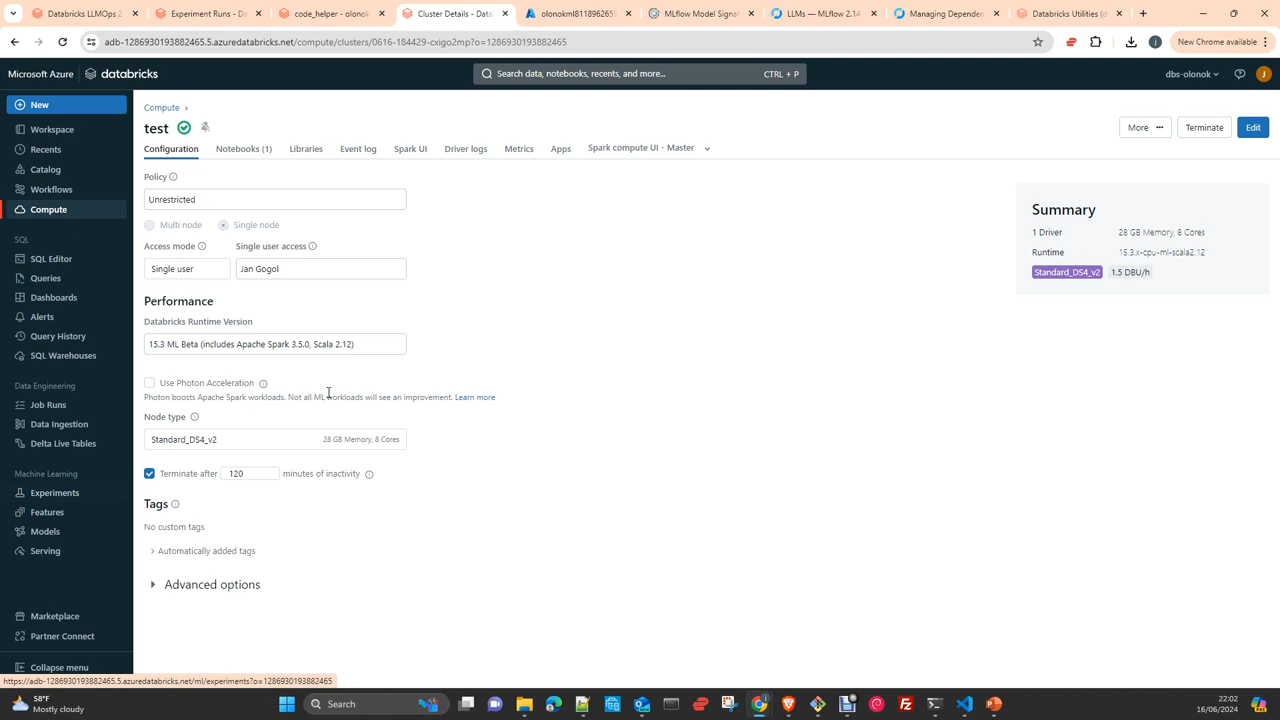 Databricks LLMOps 2
Experiment Runs - Da
code_helper - olonok
Cluster Details - Data
olonokml8118962659
MLflow Model Signat
LLMs — MLflow 2.14.
Managing Dependen
Databricks Utilities (d
adb-1286930193882465.5.azuredatabricks.net/compute/clusters/0616-184429-cxigo2mp?o=1286930193882465
New Chrome available
Microsoft Azure
databricks
Search data, notebooks, recents, and more...
CTRL + P
dbs-olonok
J
New
Workspace
Recents
Catalog
Workflows
Compute
SQL
SQL Editor
Queries
Dashboards
Alerts
Query History
SQL Warehouses
Data Engineering
Job Runs
Data Ingestion
Delta Live Tables
Machine Learning
Experiments
Features
Models
Serving
Marketplace
Partner Connect
Collapse menu
Compute
test
More
Terminate
Edit
Configuration
Notebooks (1)
Libraries
Event log
Spark UI
Driver logs
Metrics
Apps
Spark compute UI - Master
Policy
Unrestricted
Multi node
Single node
Access mode
Single user access
Single user
Jan Gogol
Performance
Databricks Runtime Version
15.3 ML Beta (includes Apache Spark 3.5.0, Scala 2.12)
Use Photon Acceleration
Photon boosts Apache Spark workloads. Not all ML workloads will see an improvement. Learn more
Node type
Standard_DS4_v2
28 GB Memory, 8 Cores
Terminate after 120 minutes of inactivity
Tags
No custom tags
Automatically added tags
Advanced options
Summary
1 Driver
28 GB Memory, 8 Cores
Runtime
15.3.x-cpu-ml-scala2.12
Standard_DS4_v2
1.5 DBU/h
https://adb-1286930193882465.5.azuredatabricks.net/ml/experiments?o=1286930193882465
58°F
Mostly cloudy
Search
22:02
16/06/2024